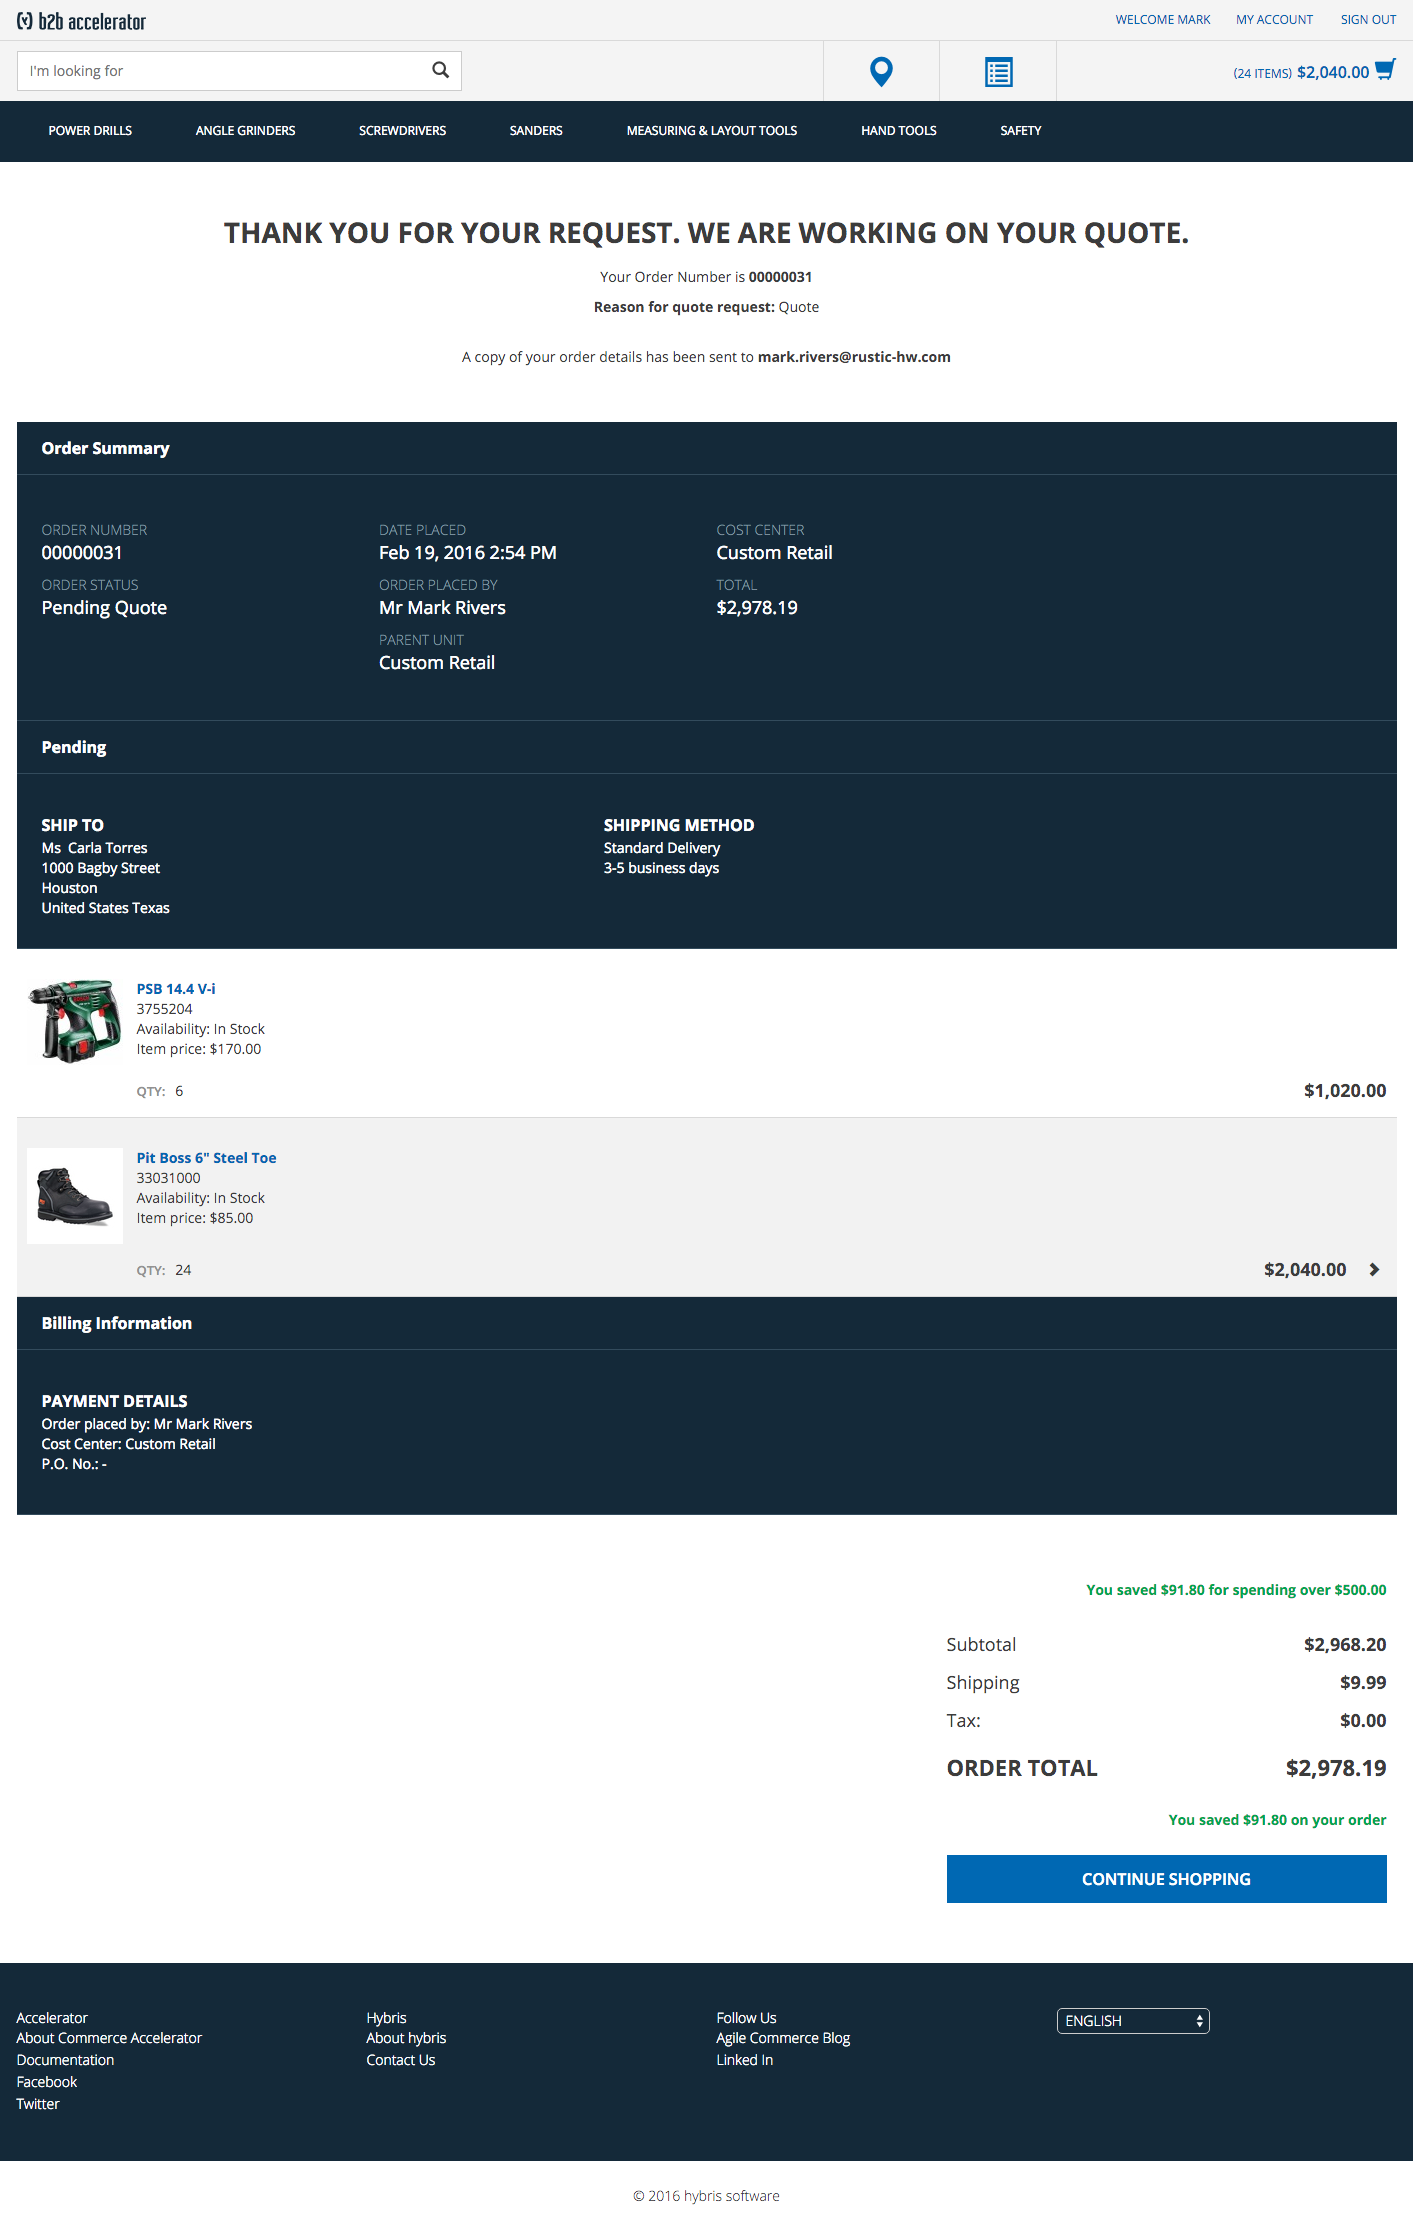 b2b accelerator
WELCOME MARK MY ACCOUNT SIGN OUT
I'm looking for
(24 ITEMS) $2,040.00
POWER DRILLS ANGLE GRINDERS SCREWDRIVERS SANDERS MEASURING & LAYOUT TOOLS HAND TOOLS SAFETY
THANK YOU FOR YOUR REQUEST. WE ARE WORKING ON YOUR QUOTE.
Your Order Number is 00000031
Reason for quote request: Quote
A copy of your order details has been sent to mark.rivers@rustic-hw.com
Order Summary
ORDER NUMBER DATE PLACED COST CENTER
00000031 Feb 19, 2016 2:54 PM Custom Retail
ORDER STATUS ORDER PLACED BY TOTAL
Pending Quote Mr Mark Rivers $2,978.19
PARENT UNIT
Custom Retail
Pending
SHIP TO SHIPPING METHOD
Ms Carla Torres Standard Delivery
1000 Bagby Street 3-5 business days
Houston
United States Texas
PSB 14.4 V-i
3755204
Availability: In Stock
Item price: $170.00
QTY: 6 $1,020.00
Pit Boss 6" Steel Toe
33031000
Availability: In Stock
Item price: $85.00
QTY: 24 $2,040.00
Billing Information
PAYMENT DETAILS
Order placed by: Mr Mark Rivers
Cost Center: Custom Retail
P.O. No.: -
You saved $91.80 for spending over $500.00
Subtotal $2,968.20
Shipping $9.99
Tax: $0.00
ORDER TOTAL $2,978.19
You saved $91.80 on your order
CONTINUE SHOPPING
Accelerator Hybris Follow Us ENGLISH
About Commerce Accelerator About hybris Agile Commerce Blog
Documentation Contact Us Linked In
Facebook
Twitter
© 2016 hybris software